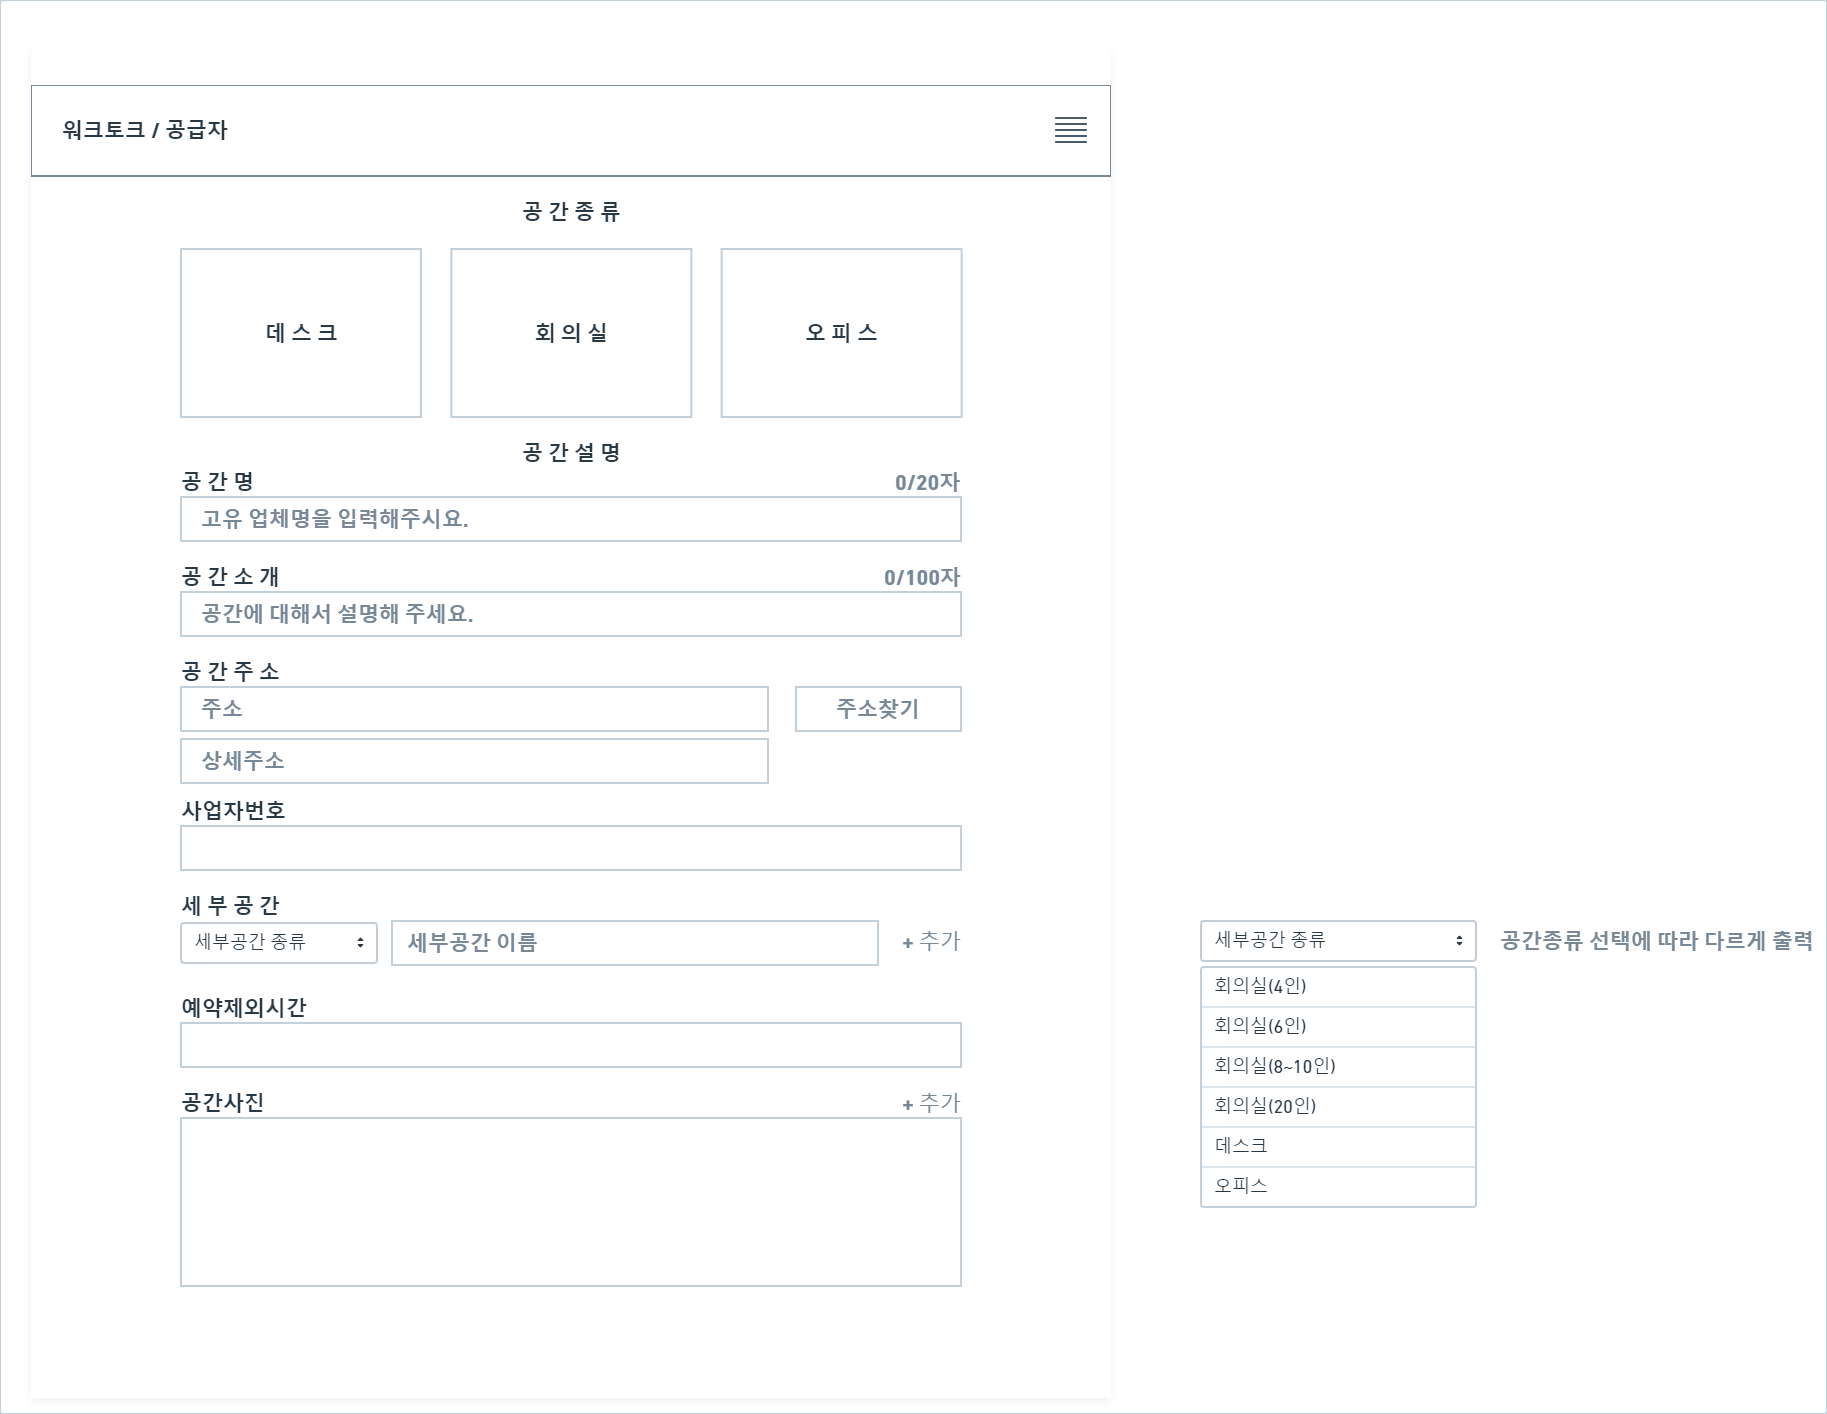 워크토크 / 공급자
공 간 종 류
데 스 크
회 의 실
오 피 스
공 간 설 명
공 간 명
0/20자
고유 업체명을 입력해주시요.
공 간 소 개
0/100자
공간에 대해서 설명해 주세요.
공 간 주 소
주소
주소찾기
상세주소
사업자번호
세 부 공 간
세부공간 종류
세부공간 이름
+ 추가
예약제외시간
공간사진
+ 추가
세부공간 종류
공간종류 선택에 따라 다르게 출력
회의실(4인)
회의실(6인)
회의실(8~10인)
회의실(20인)
데스크
오피스